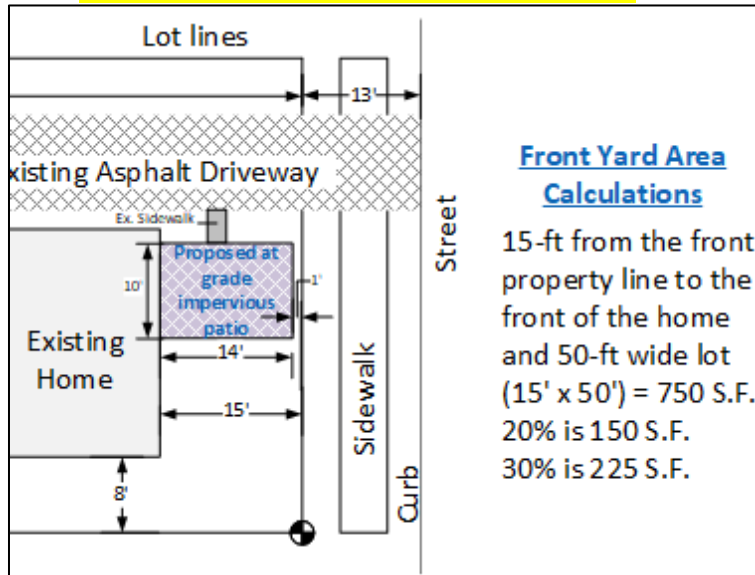 Lot lines
13'
xisting Asphalt Driveway
Ex. Sidewalk
Proposed at
grade
impervious
patio
10'
1'
14'
Existing
Home
15'
8'
Sidewalk
Curb
Street
Front Yard Area
Calculations
15-ft from the front
property line to the
front of the home
and 50-ft wide lot
(15' x 50') = 750 S.F.
20% is 150 S.F.
30% is 225 S.F.